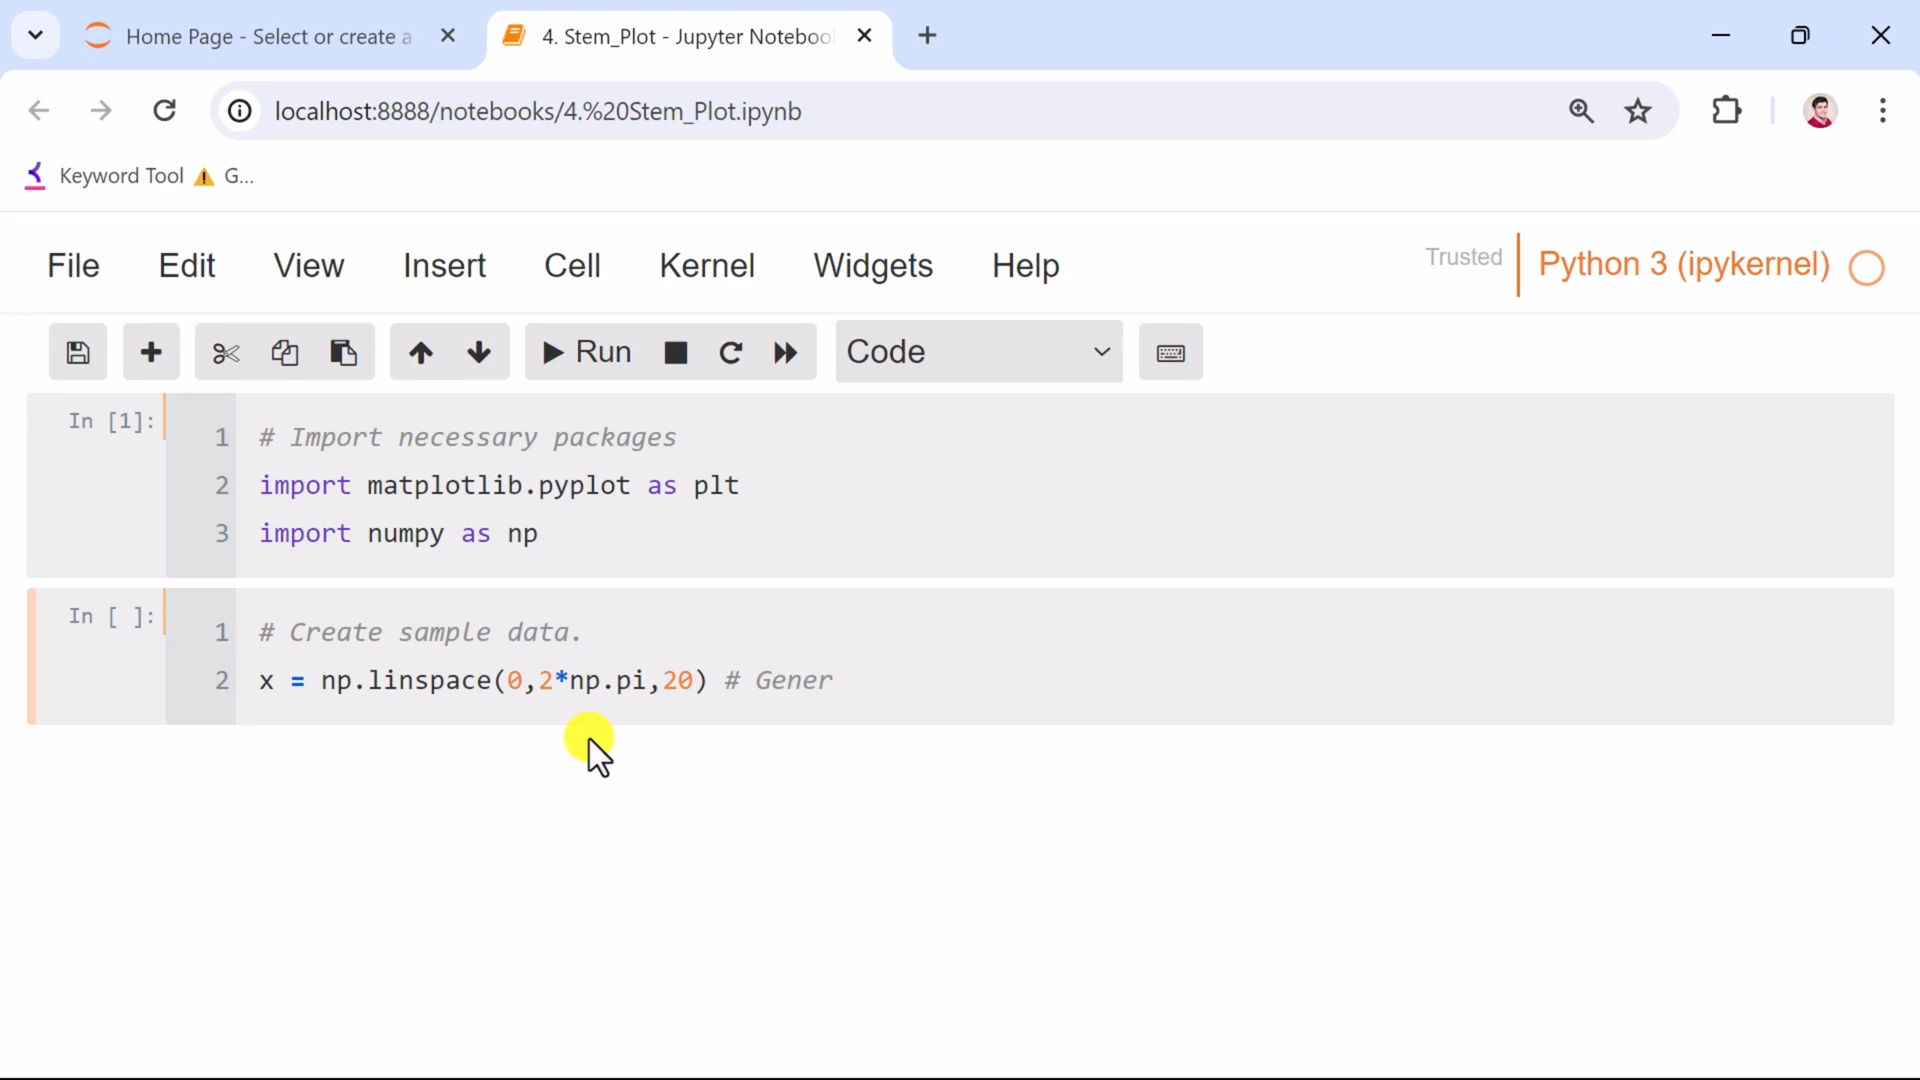 Home Page - Select or create a
4. Stem_Plot - Jupyter Noteboo
localhost:8888/notebooks/4.%20Stem_Plot.ipynb
Keyword Tool G...
File Edit View Insert Cell Kernel Widgets Help Trusted Python 3 (ipykernel)
Run Code
In [1]:
1 # Import necessary packages
2 import matplotlib.pyplot as plt
3 import numpy as np
In [ ]:
1 # Create sample data.
2 x = np.linspace(0,2*np.pi,20) # Gener